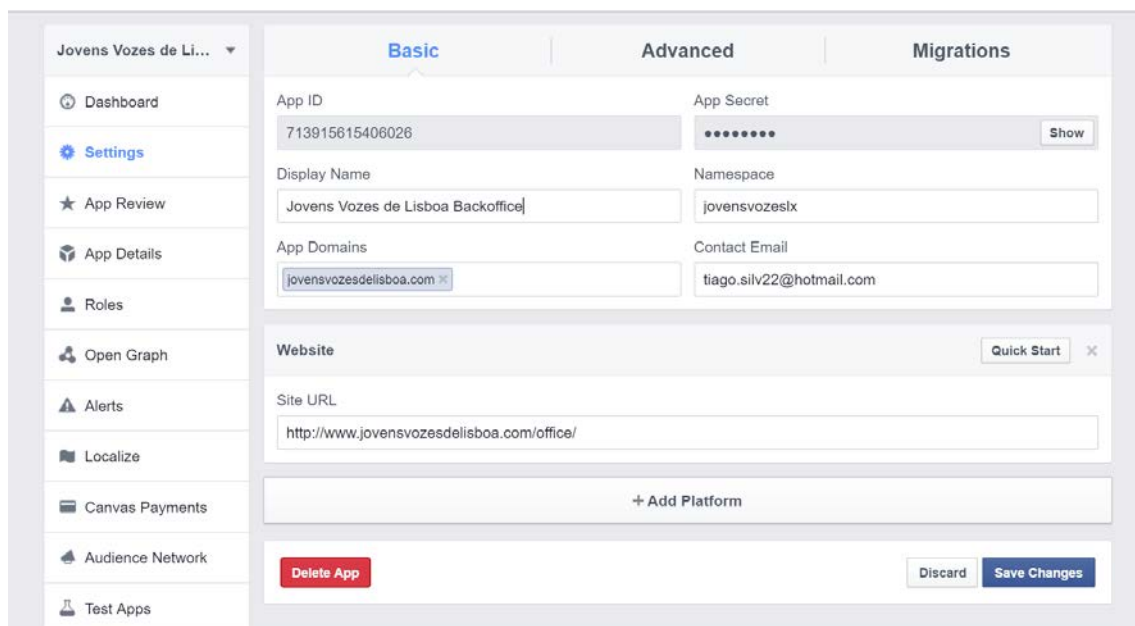 Jovens Vozes de Li...
Dashboard
Settings
App Review
App Details
Roles
Open Graph
Alerts
Localize
Canvas Payments
Audience Network
Test Apps
Basic
Advanced
Migrations
App ID
713915615406026
App Secret
●●●●●●●●
Show
Display Name
Jovens Vozes de Lisboa Backoffice
Namespace
jovensvozeslx
App Domains
jovensvozesdelisboa.com ×
Contact Email
tiago.silv22@hotmail.com
Website
Quick Start
Site URL
http://www.jovensvozesdelisboa.com/office/
+ Add Platform
Delete App
Discard
Save Changes